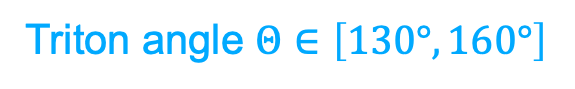 Triton angle Θ ∈ [130°, 160°]